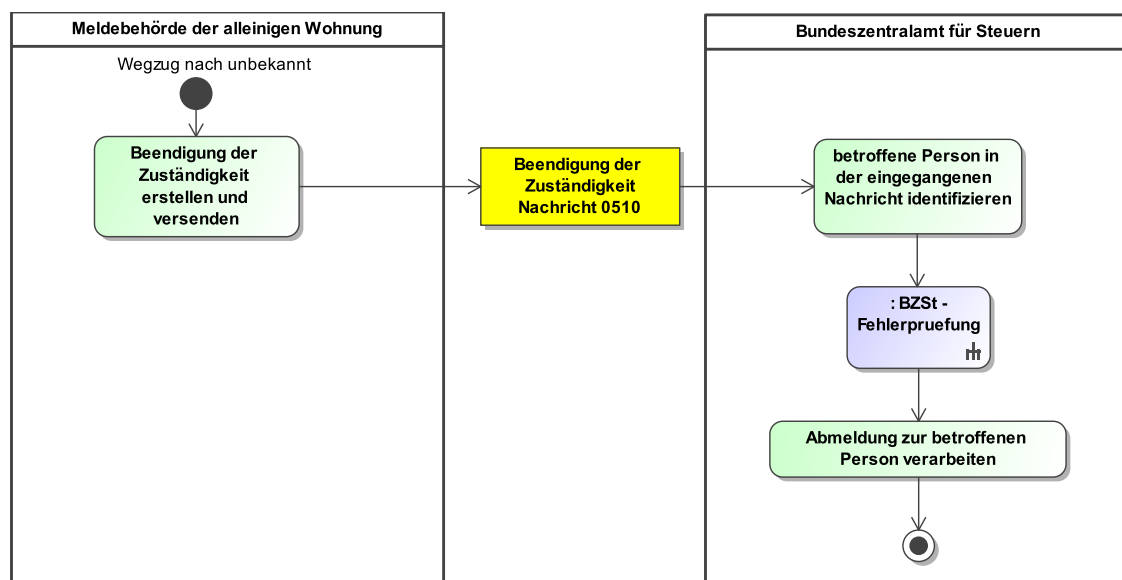 Meldebehörde der alleinigen Wohnung
Wegzug nach unbekannt
Beendigung der
Zuständigkeit
erstellen und
versenden
Beendigung der
Zuständigkeit
Nachricht 0510
Bundeszentralamt für Steuern
betroffene Person in
der eingegangenen
Nachricht identifizieren
: BZSt -
Fehlerpruefung
Abmeldung zur betroffenen
Person verarbeiten